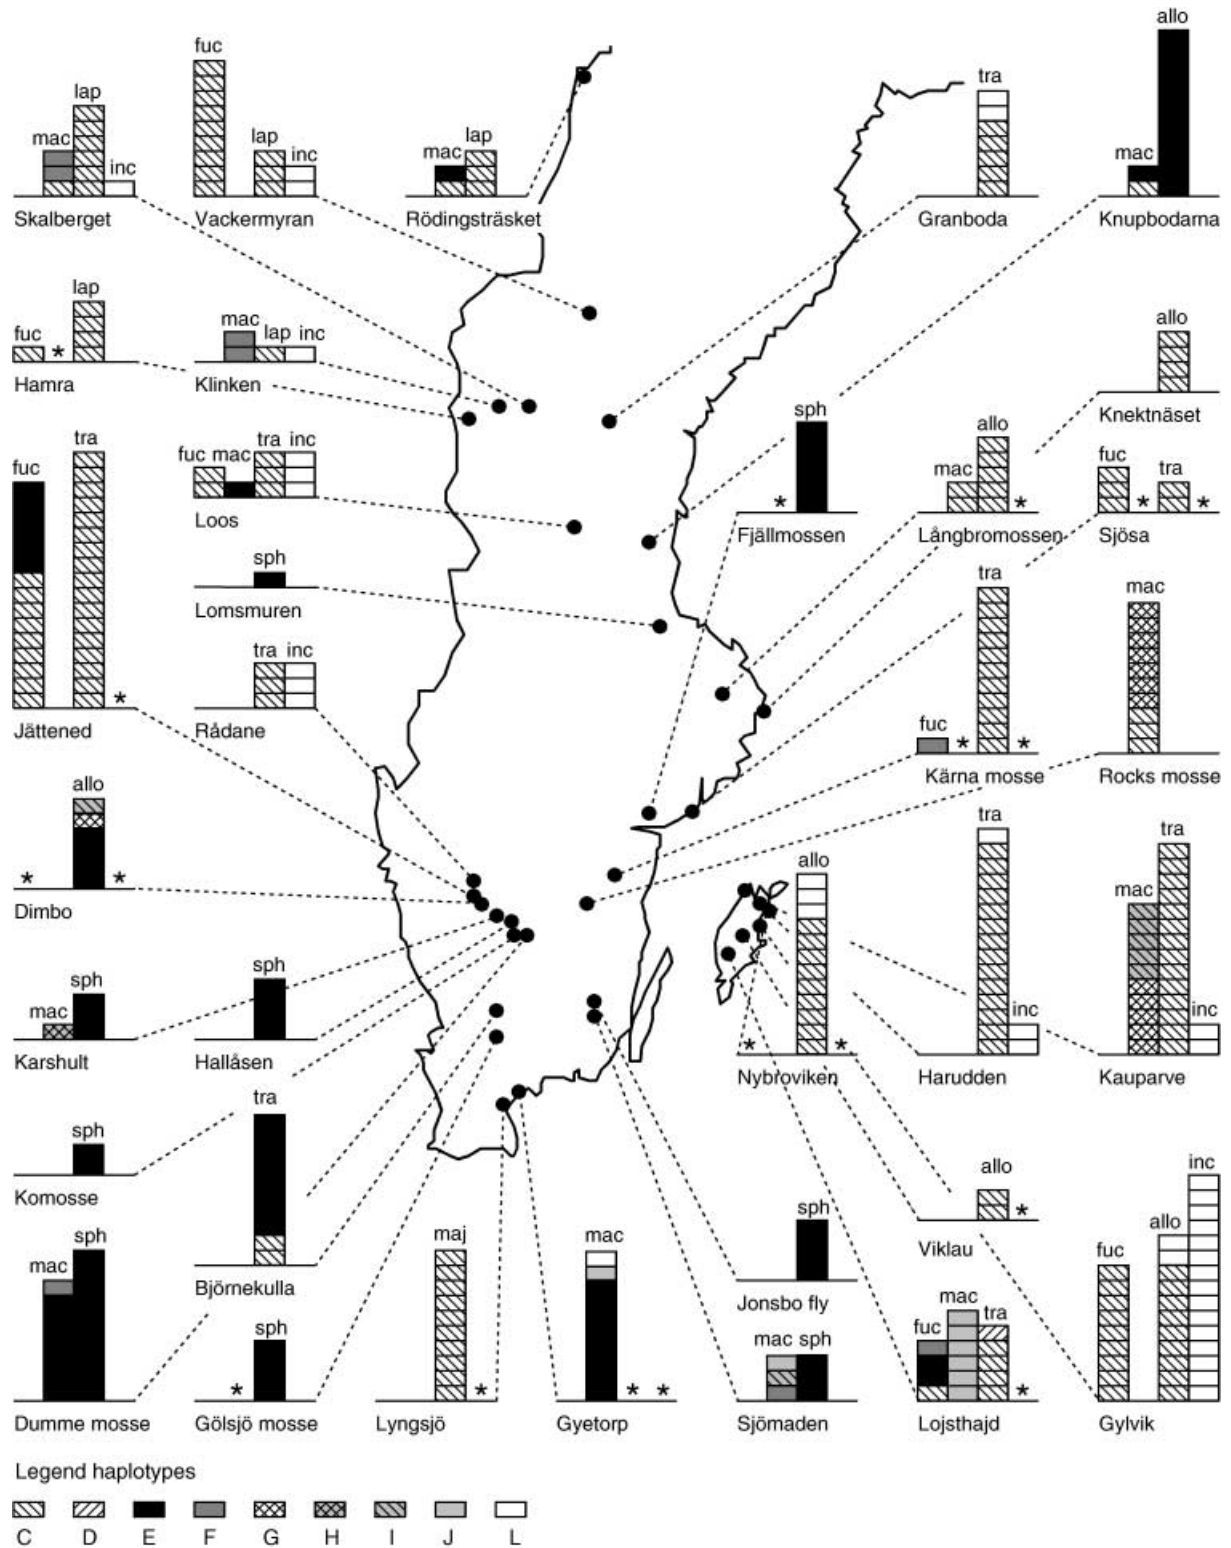 allo
fuc
tra
lap
mac
lap
inc
mac
lap
mac
inc
Skalberget
Vackermyran
Rödingsträsket
Granboda
Knupbodarna
lap
fuc
*
mac
lap inc
allo
Hamra
Klinken
Knektnäset
sph
allo
tra
fuc
fuc mac
tra inc
mac
*
fuc
*
tra
*
*
Loos
Fjällmossen
Långbromossen
Sjösa
sph
tra
mac
Lomsmuren
tra inc
*
fuc
*
*
Jättened
Rådane
Kärna mosse
Rocks mosse
allo
*
*
tra
tra
allo
mac
Dimbo
sph
sph
mac
inc
inc
*
*
Karshult
Hallåsen
Nybroviken
Harudden
Kauparve
tra
sph
allo
*
inc
Komosse
sph
Viklau
sph
mac
maj
mac
allo
fuc
Björnekulla
Jonsbo fly
sph
mac sph
mac
fuc
tra
*
*
*
*
*
Dumme mosse
Gölsjö mosse
Lyngsjö
Gyetorp
Sjömaden
Lojsthajd
Gylvik
Legend haplotypes
C D E F G H I J L